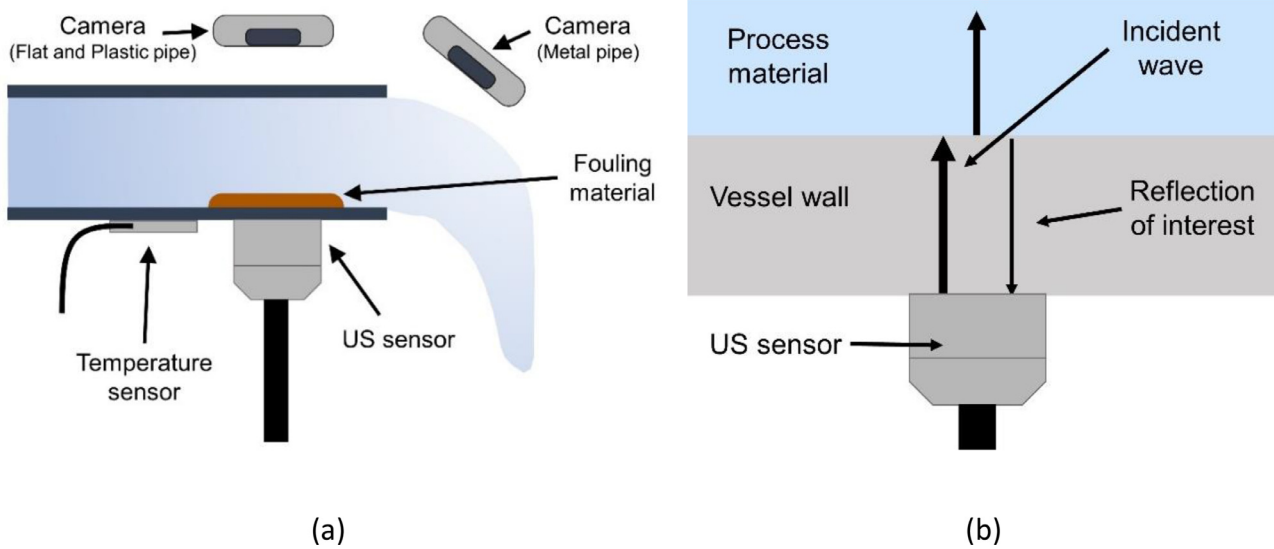 Camera
(Flat and Plastic pipe)
Camera
(Metal pipe)
Fouling
material
US sensor
Temperature
sensor
(a)
Process
material
Incident
wave
Vessel wall
Reflection
of interest
US sensor
(b)